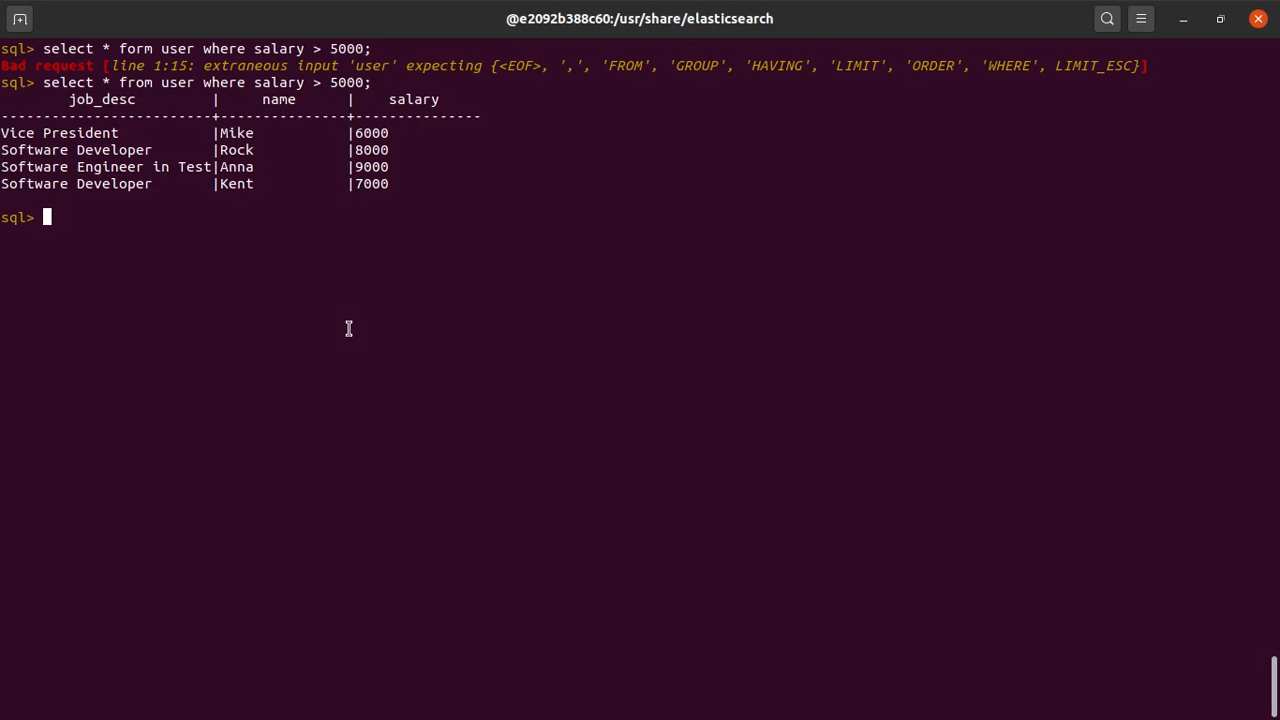 @e2092b388c60:/usr/share/elasticsearch
sql> select * form user where salary > 5000;
Bad request [line 1:15: extraneous input 'user' expecting {<EOF>, ',', 'FROM', 'GROUP', 'HAVING', 'LIMIT', 'ORDER', 'WHERE', LIMIT_ESC}]
sql> select * from user where salary > 5000;
        job_desc         |     name      |    salary
-------------------------+---------------+---------------
Vice President           |Mike           |6000
Software Developer       |Rock           |8000
Software Engineer in Test|Anna           |9000
Software Developer       |Kent           |7000
sql>